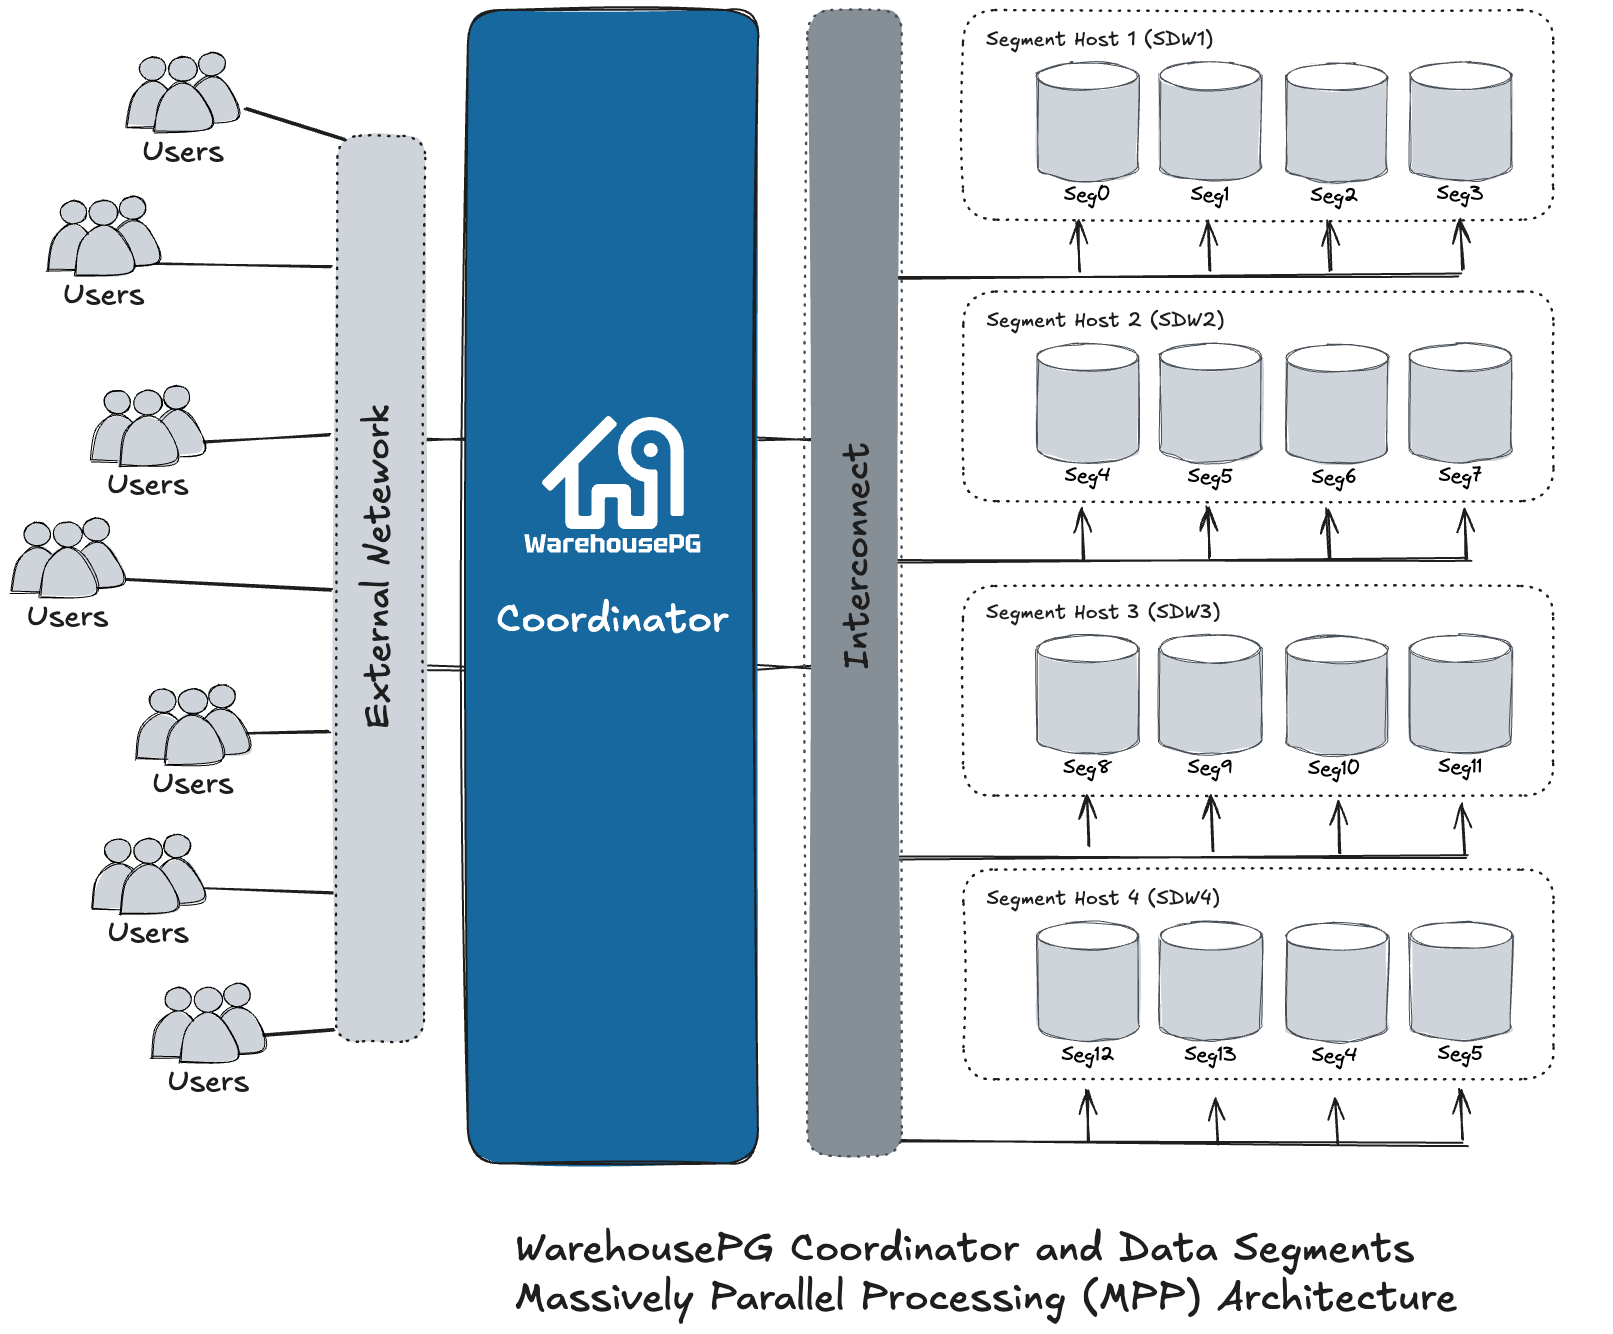 Users
Users
Users
Users
Users
Users
Users
External Network
WarehousePG
Coordinator
Interconnect
Segment Host 1 (SDW1)
Seg0 Seg1 Seg2 Seg3
Segment Host 2 (SDW2)
Seg4 Seg5 Seg6 Seg7
Segment Host 3 (SDW3)
Seg8 Seg9 Seg10 Seg11
Segment Host 4 (SDW4)
Seg12 Seg13 Seg4 Seg5
WarehousePG Coordinator and Data Segments
Massively Parallel Processing (MPP) Architecture